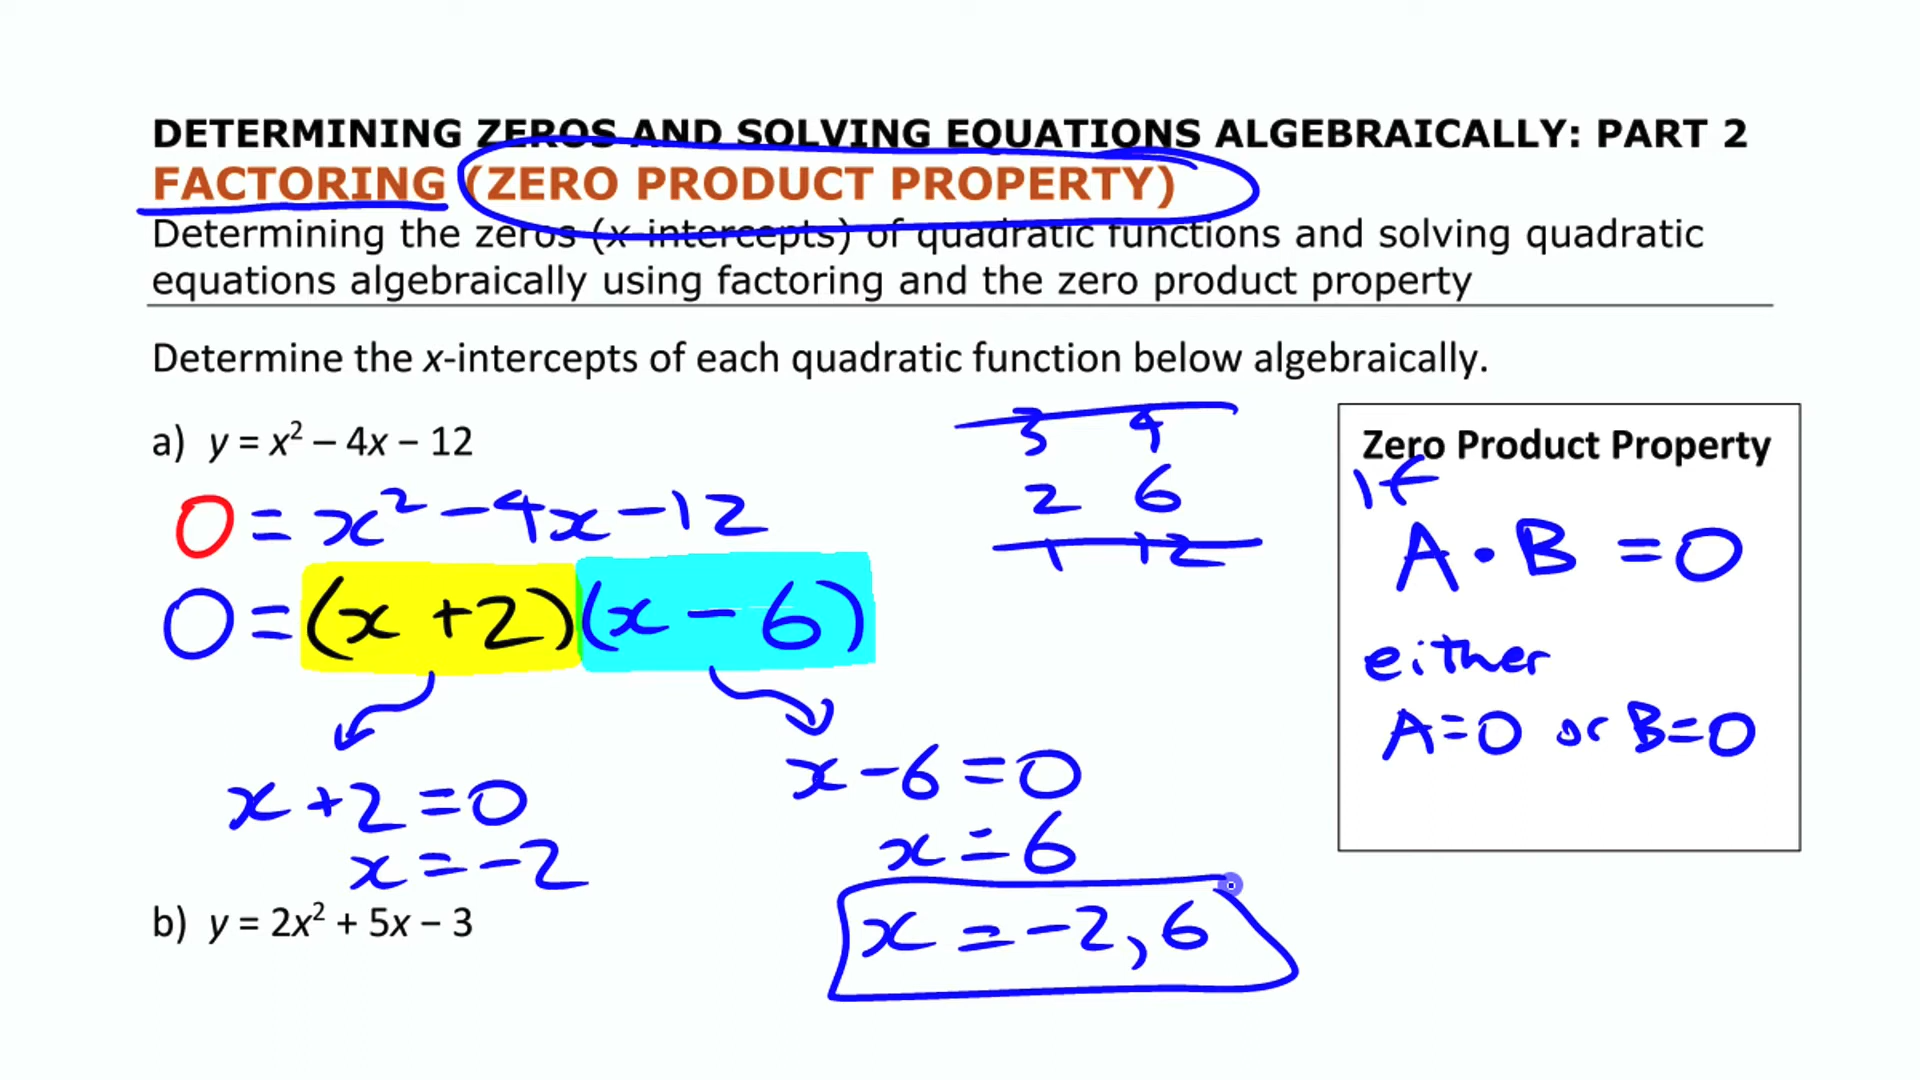 DETERMINING ZEROS AND SOLVING EQUATIONS ALGEBRAICALLY: PART 2
FACTORING (ZERO PRODUCT PROPERTY)
Determining the zeros (x-intercepts) of quadratic functions and solving quadratic
equations algebraically using factoring and the zero product property
Determine the x-intercepts of each quadratic function below algebraically.
a) y = x² – 4x – 12
0 = x² – 4x – 12
0 = (x + 2)(x – 6)
x + 2 = 0
x = –2
x – 6 = 0
x = 6
x = –2, 6
3 4
2 6
1 12
Zero Product Property
if
A · B = 0
either
A = 0 or B = 0
b) y = 2x² + 5x – 3